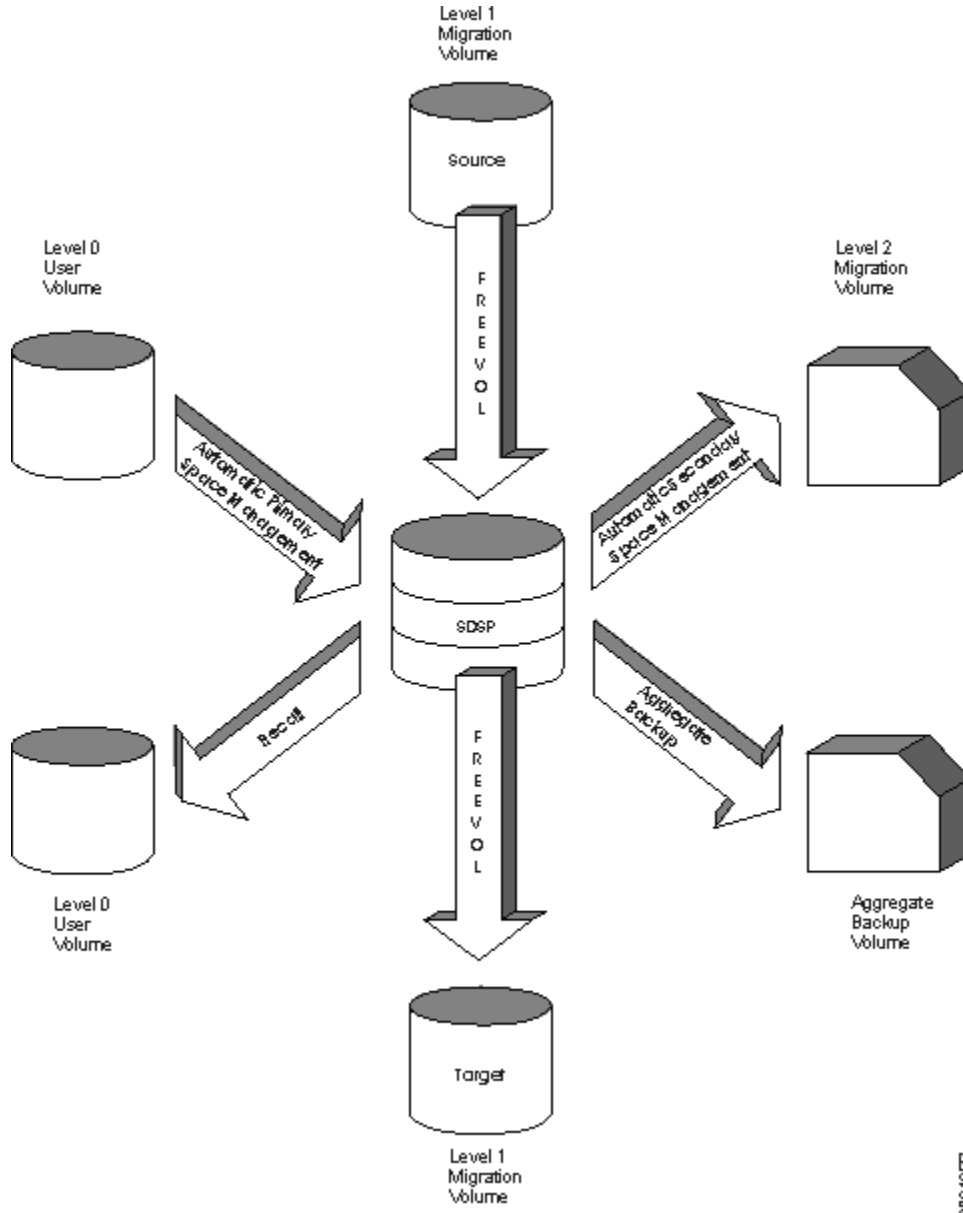 Level 1
Migration
Volume
Source
Level 0
User
Volume
Level 2
Migration
Volume
FREEVOL
Automatic Primary
Space Management
Automatic Secondary
Space Management
SDSP
Recall
FREEVOL
Aggregate
Backup
Level 0
User
Volume
Aggregate
Backup
Volume
Target
Level 1
Migration
Volume